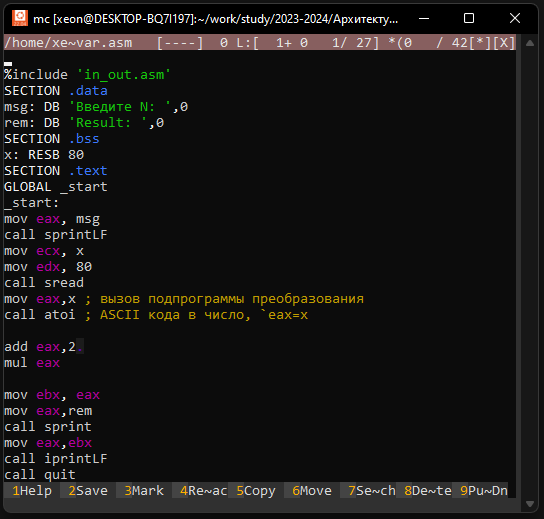 mc [xeon@DESKTOP-BQ7I197]:~/work/study/2023-2024/Архитекту...
/home/xe~var.asm [----] 0 L:[ 1+ 0 1/ 27] *(0 / 42[*][X]
%include 'in_out.asm'
SECTION .data
msg: DB 'Введите N: ',0
rem: DB 'Result: ',0
SECTION .bss
x: RESB 80
SECTION .text
GLOBAL _start
_start:
mov eax, msg
call sprintLF
mov ecx, x
mov edx, 80
call sread
mov eax,x ; вызов подпрограммы преобразования
call atoi ; ASCII кода в число, `eax=x
add eax,2.
mul eax
mov ebx, eax
mov eax,rem
call sprint
mov eax,ebx
call iprintLF
call quit
1Help 2Save 3Mark 4Re~ac 5Copy 6Move 7Se~ch 8De~te 9Pu~Dn